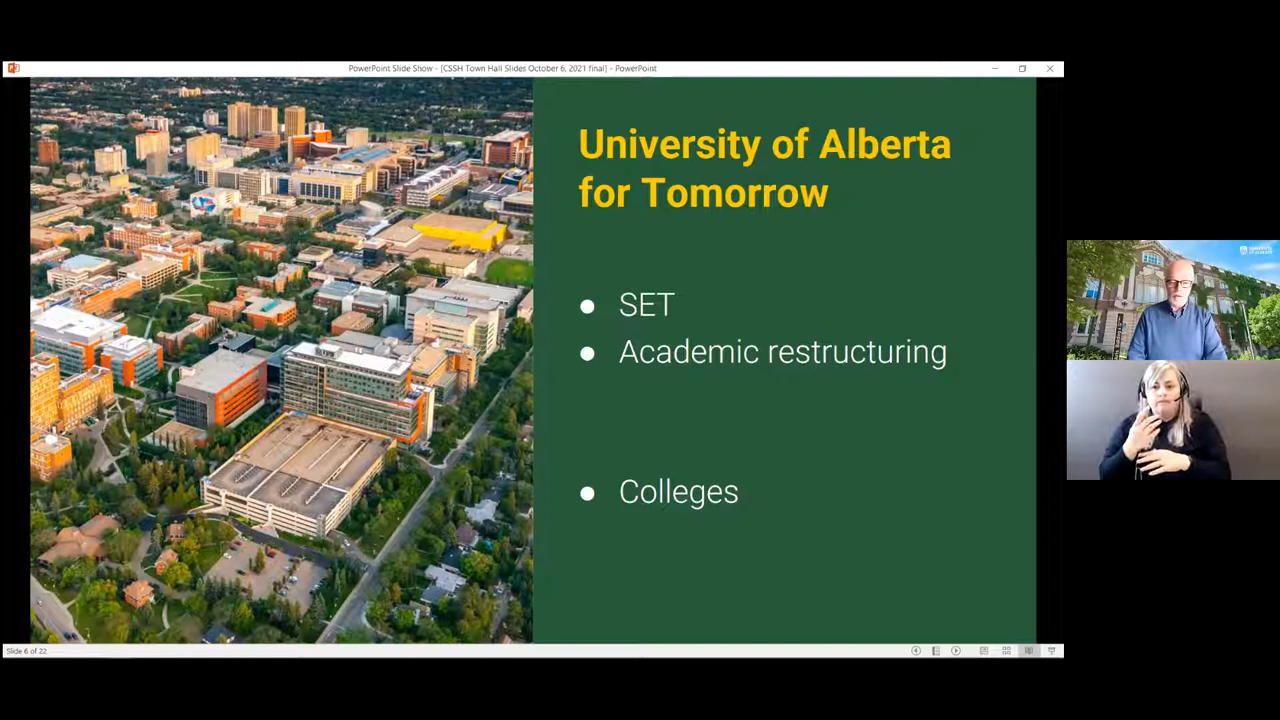 PowerPoint Slide Show - [CSSH Town Hall Slides October 6, 2021 final] - PowerPoint
University of Alberta
for Tomorrow
● SET
● Academic restructuring
● Colleges
Slide 6 of 22